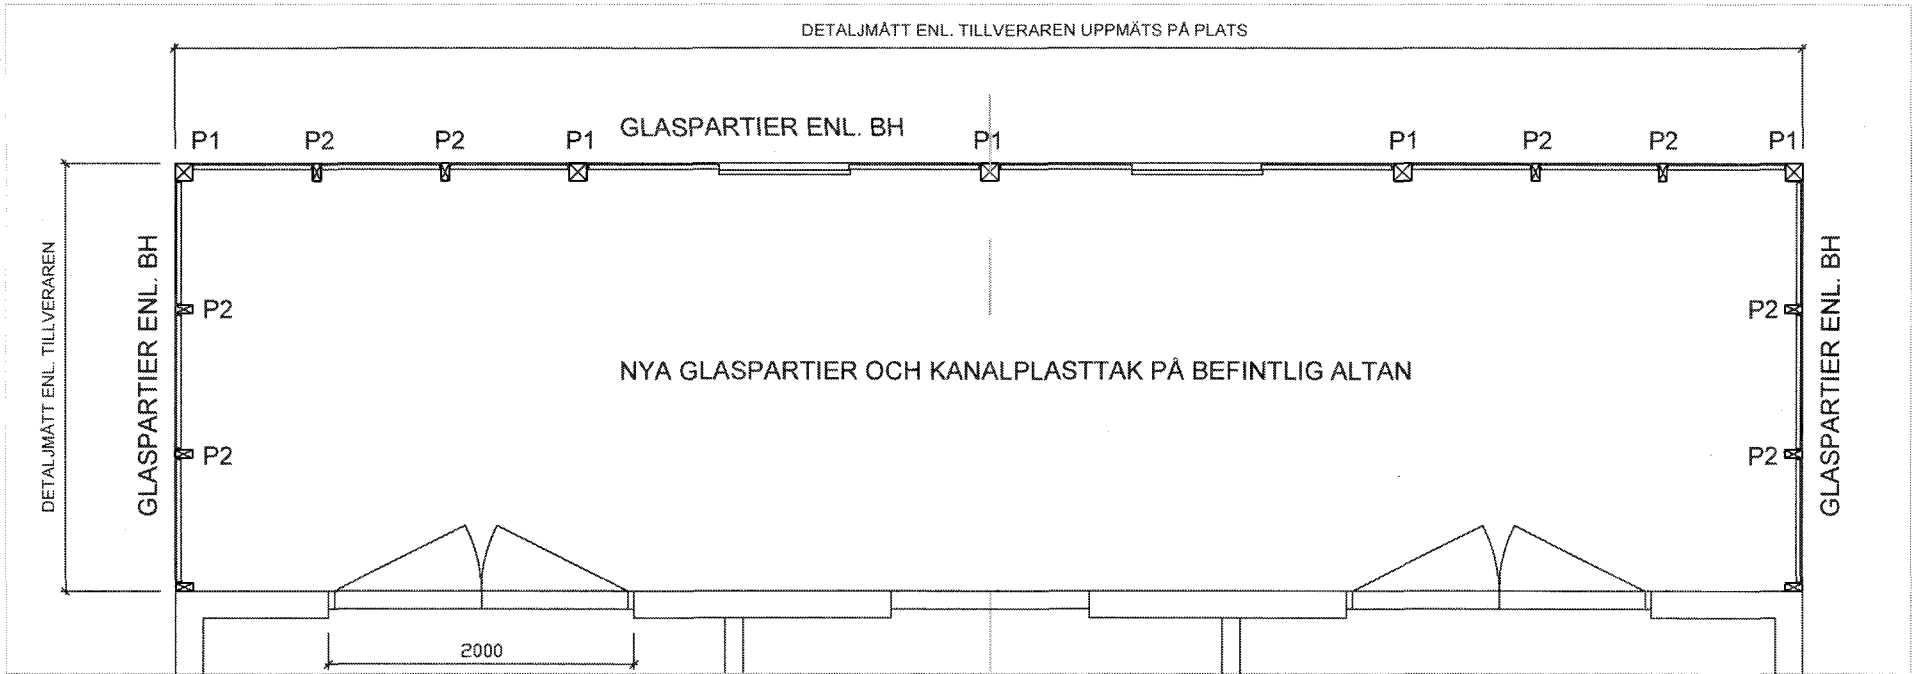 DETALJMÅTT ENL. TILLVERAREN UPPMÄTS PÅ PLATS
GLASPARTIER ENL. BH
P1 P2 P2 P1 P1 P1 P2 P2 P1
DETALJMÅTT ENL. TILLVERAREN
GLASPARTIER ENL. BH
P2
P2
NYA GLASPARTIER OCH KANALPLASTTAK PÅ BEFINTLIG ALTAN
P2
P2
GLASPARTIER ENL. BH
2000